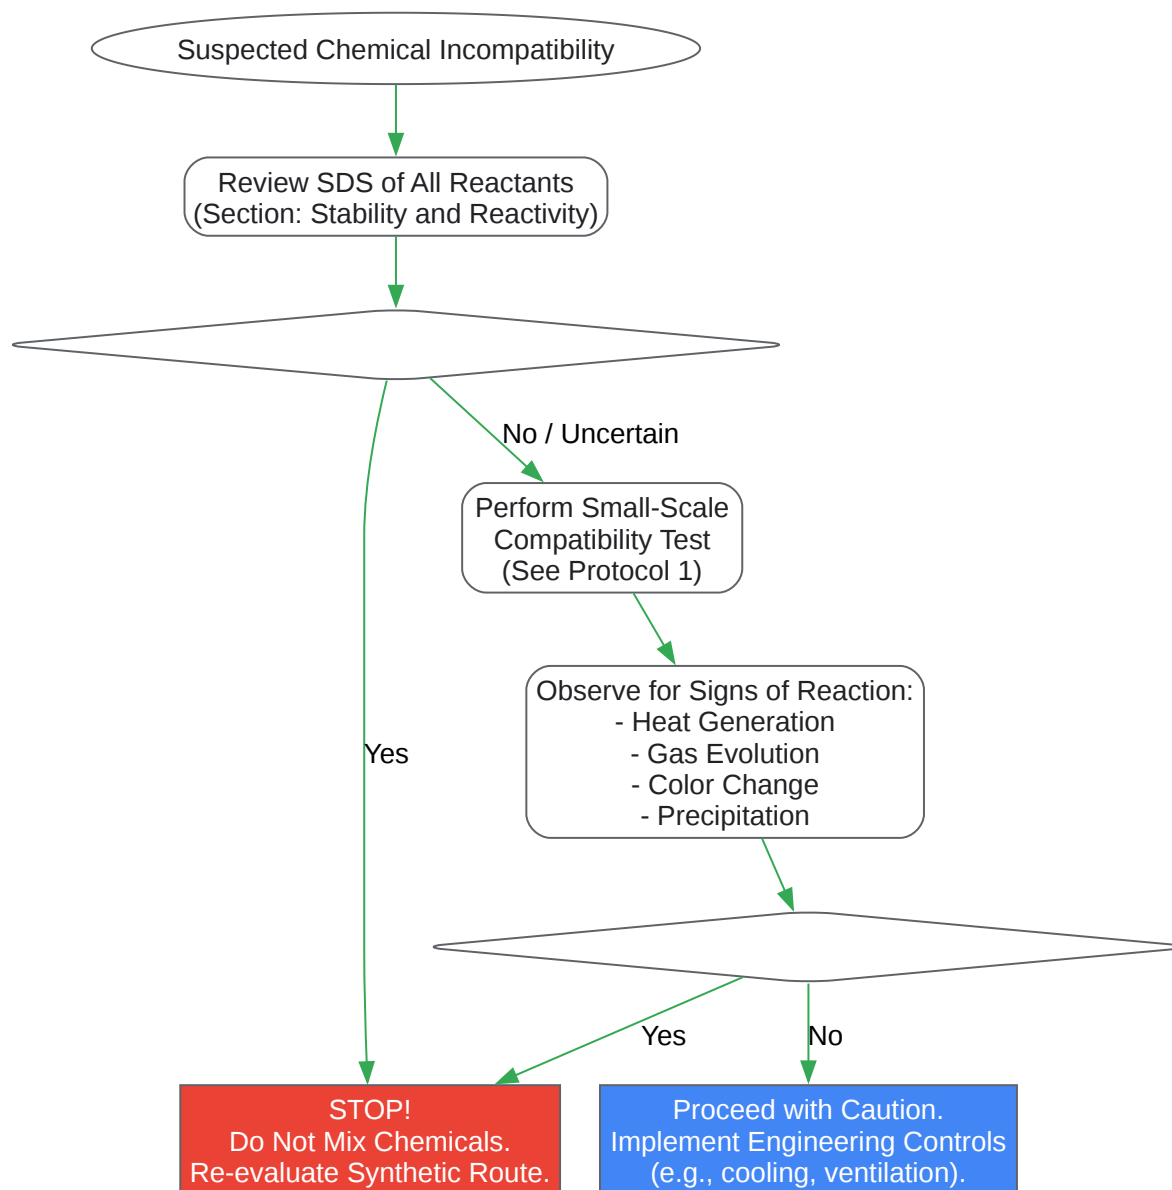 Suspected Chemical Incompatibility
Review SDS of All Reactants
(Section: Stability and Reactivity)
No / Uncertain
Perform Small-Scale
Compatibility Test
(See Protocol 1)
Observe for Signs of Reaction:
- Heat Generation
- Gas Evolution
- Color Change
- Precipitation
Yes
Yes
No
STOP!
Do Not Mix Chemicals.
Re-evaluate Synthetic Route.
Proceed with Caution.
Implement Engineering Controls
(e.g., cooling, ventilation).